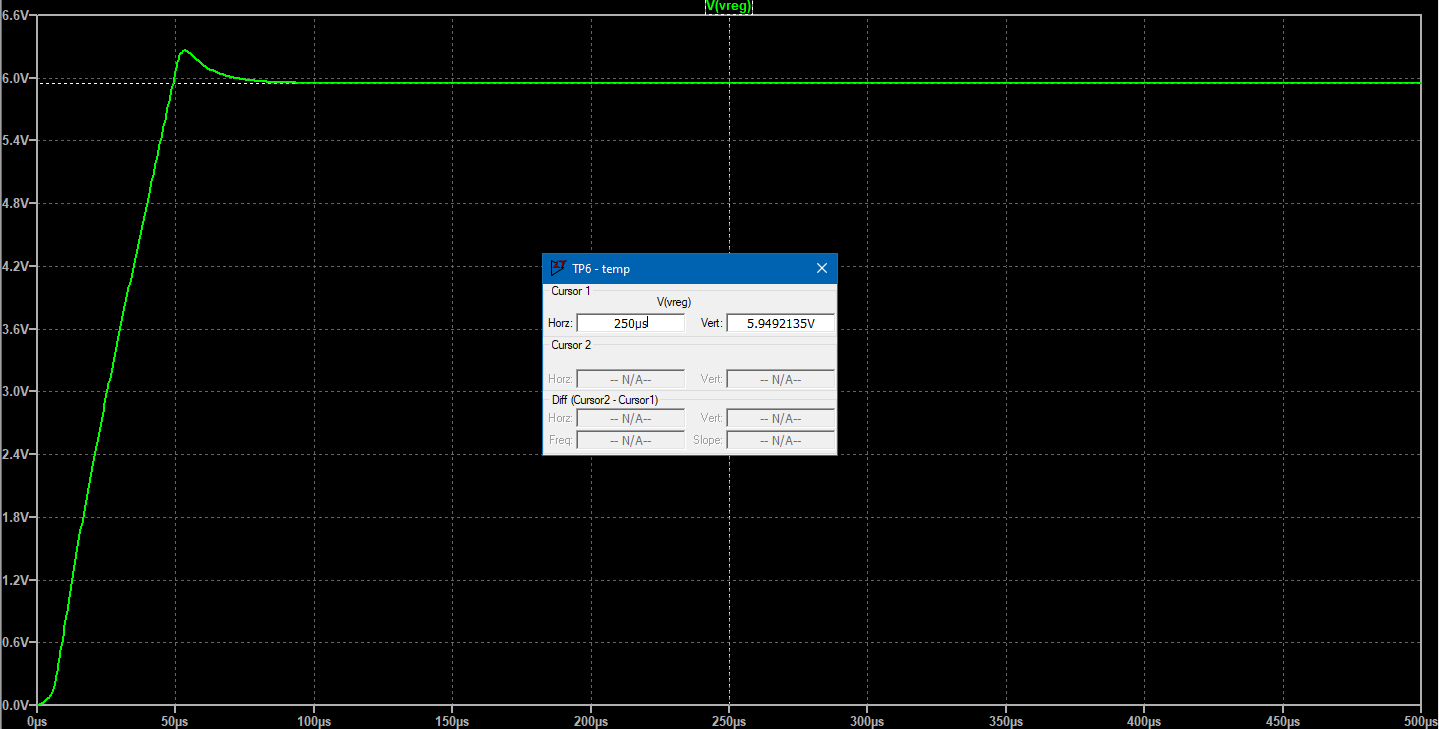 V(vreg)
6.6V
6.0V
5.4V
4.8V
4.2V
3.6V
3.0V
2.4V
1.8V
1.2V
0.6V
0.0V
0µs 50µs 100µs 150µs 200µs 250µs 300µs 350µs 400µs 450µs 500µs
TP6 - temp
Cursor 1
V(vreg)
Horz: 250µs Vert: 5.9492135V
Cursor 2
Horz: -- N/A-- Vert: -- N/A--
Diff (Cursor2 - Cursor1)
Horz: -- N/A-- Vert: -- N/A--
Freq: -- N/A-- Slope: -- N/A--